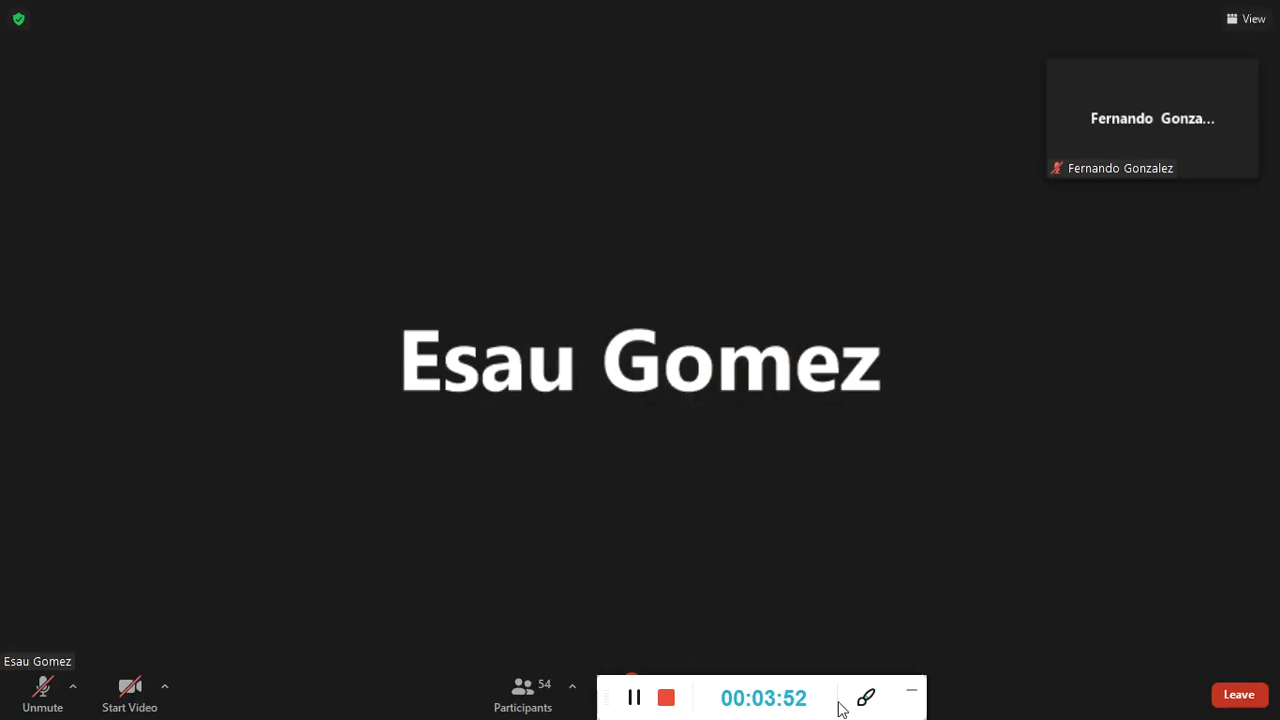 View
Fernando Gonza...
Fernando Gonzalez
Esau Gomez
Esau Gomez
Unmute
Start Video
54
Participants
00:03:52
Leave